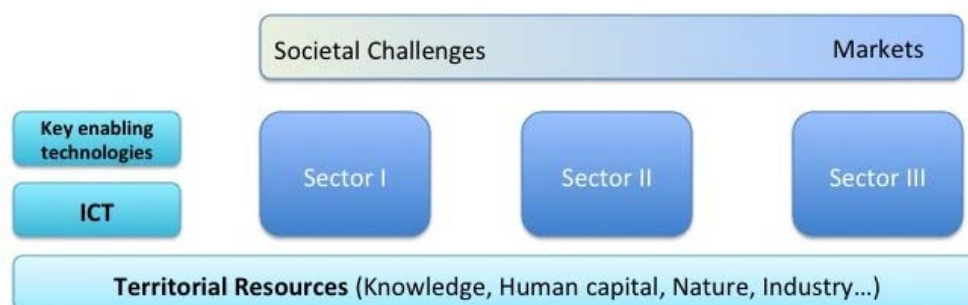 Societal Challenges Markets
Key enabling
technologies
Sector I Sector II Sector III
ICT
Territorial Resources (Knowledge, Human capital, Nature, Industry...)